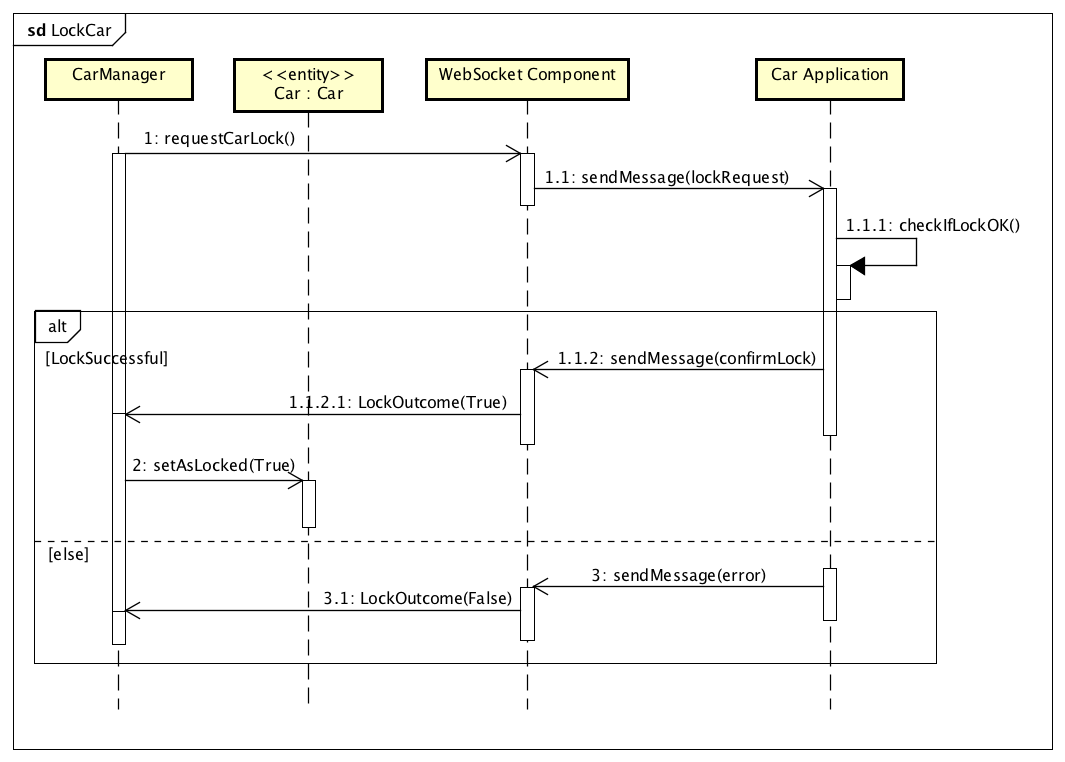 sd LockCar
CarManager
<<entity>>
Car : Car
WebSocket Component
Car Application
1: requestCarLock()
1.1: sendMessage(lockRequest)
1.1.1: checkIfLockOK()
alt
[LockSuccessful]
1.1.2: sendMessage(confirmLock)
1.1.2.1: LockOutcome(True)
2: setAsLocked(True)
[else]
3: sendMessage(error)
3.1: LockOutcome(False)